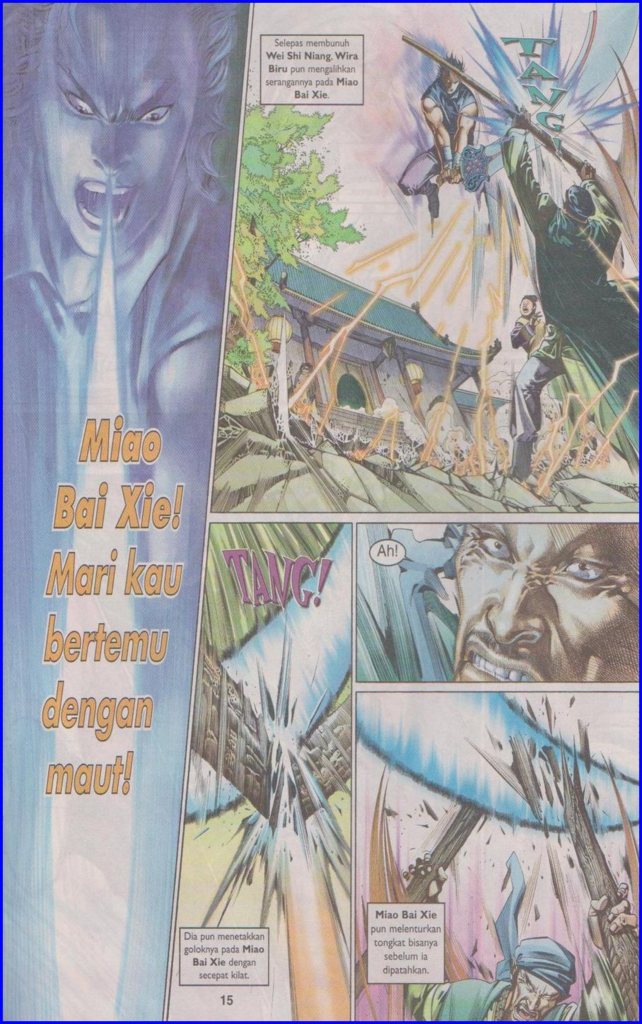 Selepas membunuh
Wei Shi Niang, Wira
Biru pun mengalihkan
serangannya pada Miao
Bai Xie.
TANG!
Miao
Bai Xie!
Mari kau
bertemu
dengan
maut!
TANG!
Ah!
Dia pun menetakkan
goloknya pada Miao
Bai Xie dengan
secepat kilat.
Miao Bai Xie
pun melenturkan
tongkat bisanya
sebelum ia
dipatahkan.
15